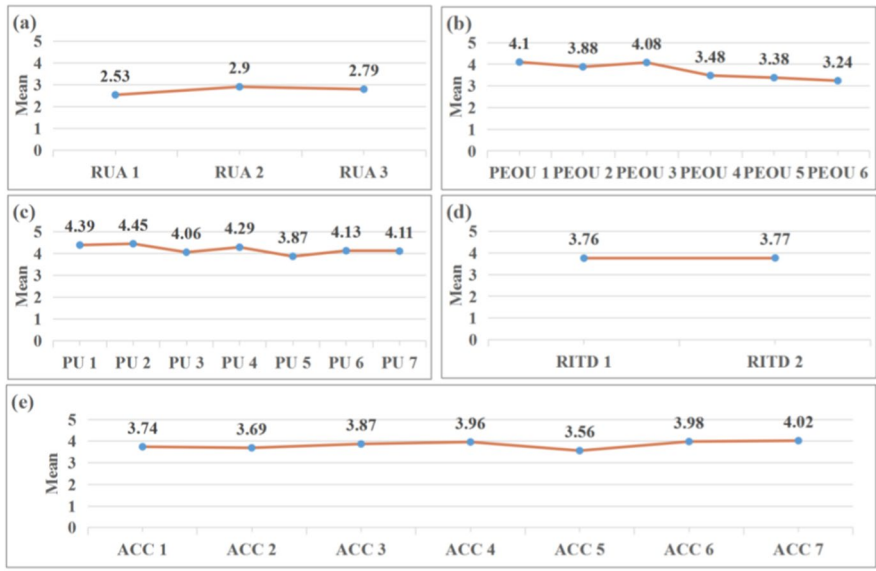 (a)
Mean
5
4
3
2
1
0
2.53 2.9 2.79
RUA 1 RUA 2 RUA 3
(b)
Mean
5
4
3
2
1
0
4.1 3.88 4.08 3.48 3.38 3.24
PEOU 1 PEOU 2 PEOU 3 PEOU 4 PEOU 5 PEOU 6
(c)
Mean
5
4
3
2
1
0
4.39 4.45 4.06 4.29 3.87 4.13 4.11
PU 1 PU 2 PU 3 PU 4 PU 5 PU 6 PU 7
(d)
Mean
5
4
3
2
1
0
3.76 3.77
RITD 1 RITD 2
(e)
Mean
5
4
3
2
1
0
3.74 3.69 3.87 3.96 3.56 3.98 4.02
ACC 1 ACC 2 ACC 3 ACC 4 ACC 5 ACC 6 ACC 7